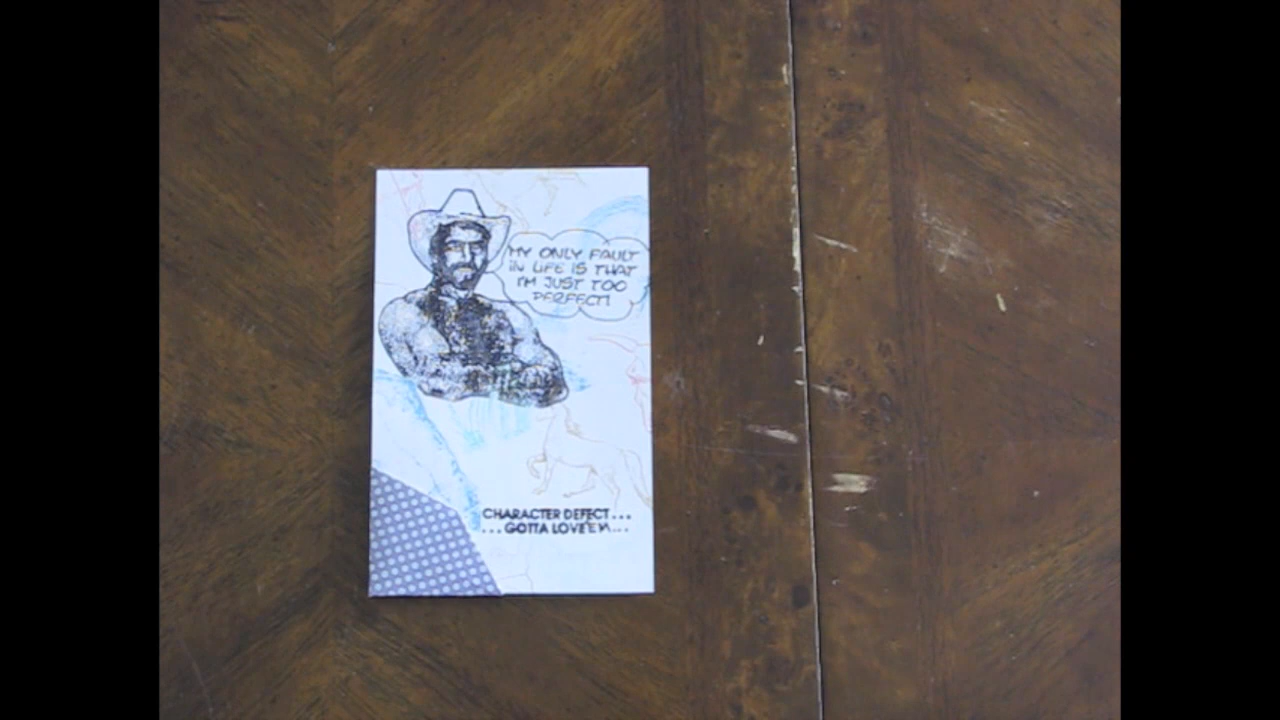 MY ONLY FAULT
IN LIFE IS THAT
I'M JUST TOO
PERFECT!
CHARACTER DEFECT...
...GOTTA LOVE'EM...